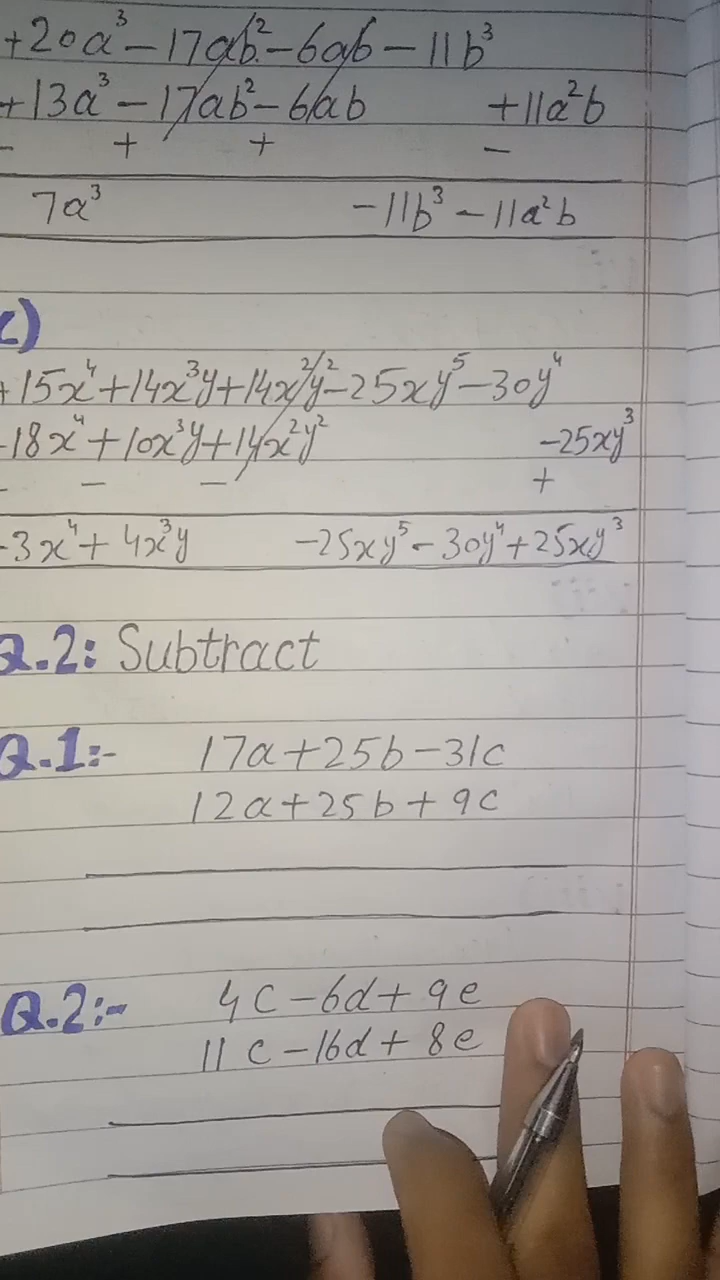 +20a³ - 17ab² - 6ab - 11b³
+13a³ - 17ab² - 6ab +11a²b
- + + -
7a³ -11b³ - 11a²b
c)
+15x⁴ + 14x³y + 14x²y² - 25xy⁵ - 30y⁴
-18x⁴ + 10x³y + 14x²y² -25xy³
- - - +
-3x⁴ + 4x³y -25xy⁵ - 30y⁴ + 25xy³
Q.2: Subtract
Q.1:- 17a + 25b - 31c
12a + 25b + 9c
Q.2:- 4c - 6d + 9e
11c - 16d + 8e